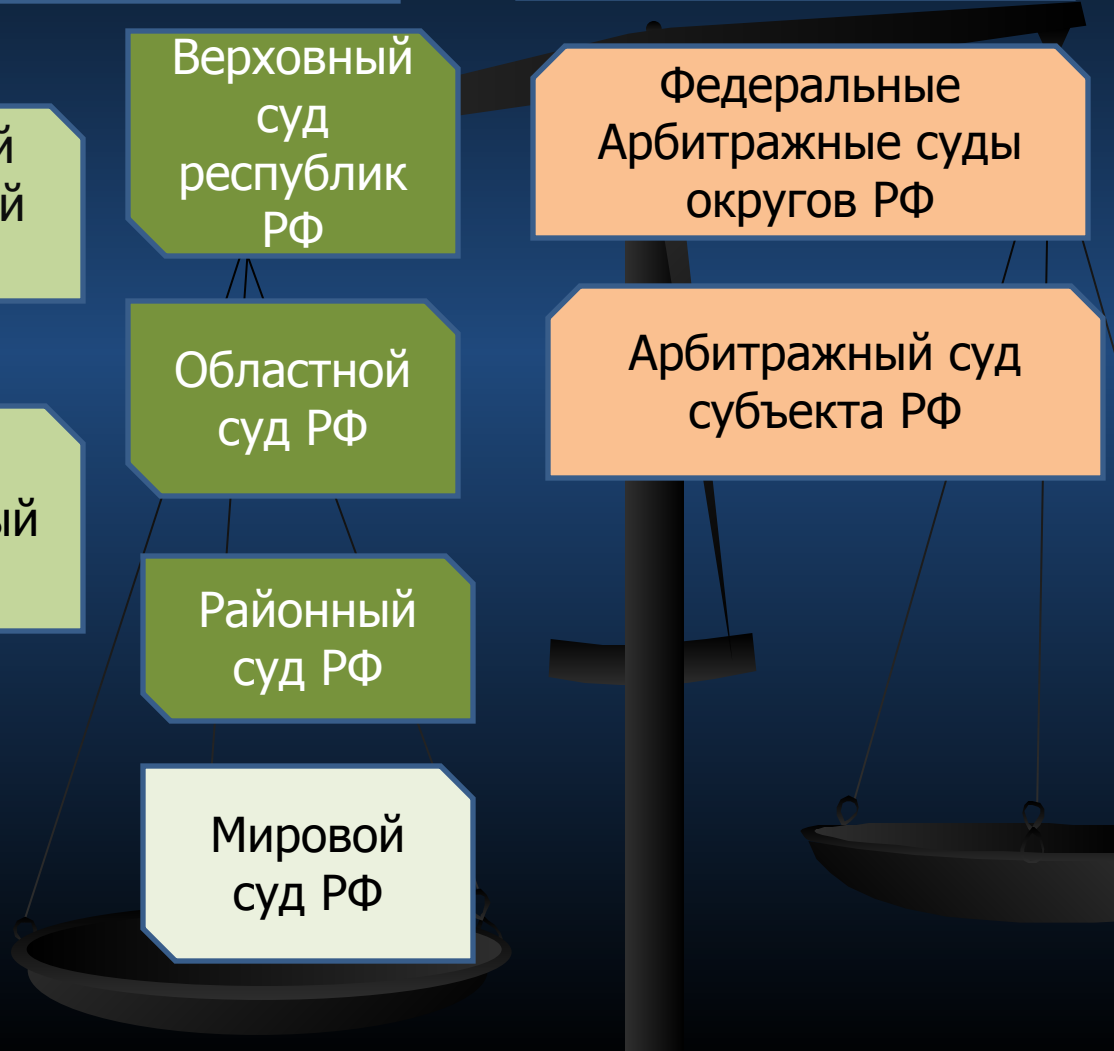 Верховный
суд
республик
РФ
Областной
суд РФ
Районный
суд РФ
Мировой
суд РФ
Федеральные
Арбитражные суды
округов РФ
Арбитражный суд
субъекта РФ